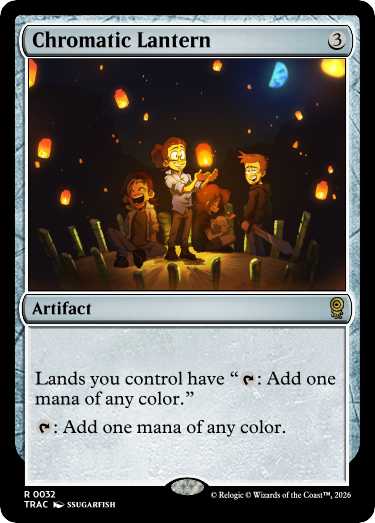 Chromatic Lantern 3
Artifact
Lands you control have “: Add one
mana of any color.”
: Add one mana of any color.
R 0032
TRAC SSUGARFISH
© Relogic © Wizards of the Coast™, 2026